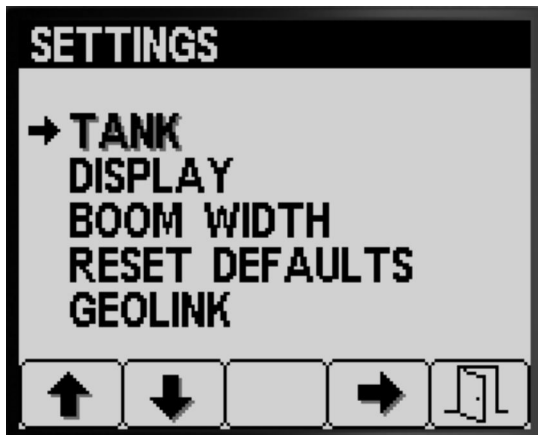 SETTINGS
TANK
DISPLAY
BOOM WIDTH
RESET DEFAULTS
GEOLINK